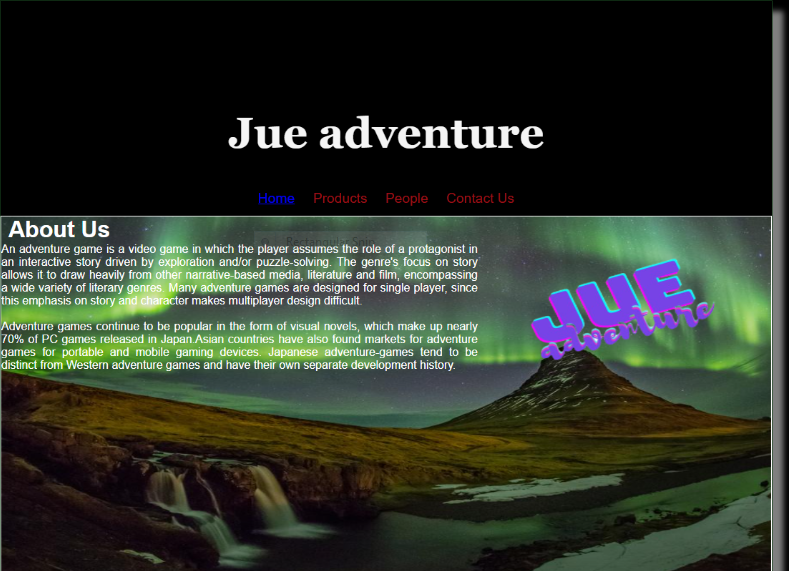 Jue adventure
Home Products People Contact Us
About Us
Rectangular Snip
An adventure game is a video game in which the player assumes the role of a protagonist in
an interactive story driven by exploration and/or puzzle-solving. The genre's focus on story
allows it to draw heavily from other narrative-based media, literature and film, encompassing
a wide variety of literary genres. Many adventure games are designed for single player, since
this emphasis on story and character makes multiplayer design difficult.
Adventure games continue to be popular in the form of visual novels, which make up nearly
70% of PC games released in Japan.Asian countries have also found markets for adventure
games for portable and mobile gaming devices. Japanese adventure-games tend to be
distinct from Western adventure games and have their own separate development history.
JUE
adventure